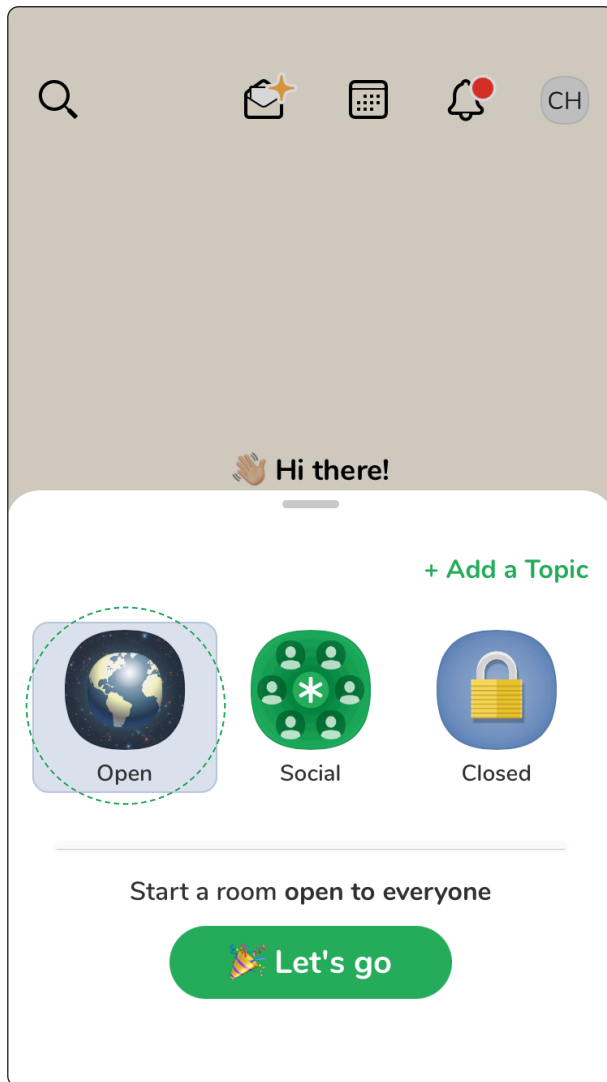 CH
👋🏽 Hi there!
+ Add a Topic
Open
Social
Closed
Start a room open to everyone
🎉 Let's go